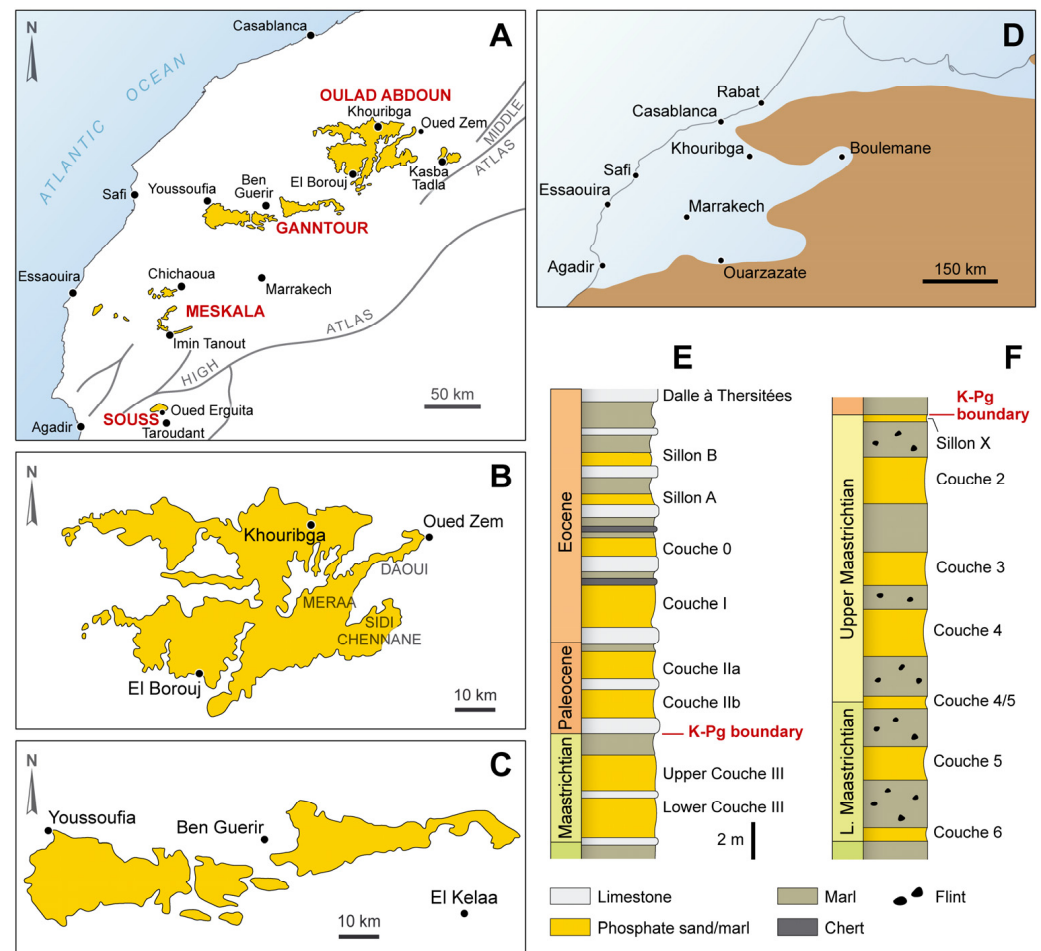 A
N
Casablanca
ATLANTIC OCEAN
OULAD ABDOUN
Khouribga
Oued Zem
MIDDLE
ATLAS
El Borouj
Kasba
Tadla
Safi
Youssoufia
Ben
Guerir
GANNTOUR
Essaouira
Chichaoua
Marrakech
MESKALA
Imin Tanout
HIGH
ATLAS
50 km
SOUSS
Oued Erguita
Agadir
Taroudant
B
N
Khouribga
Oued Zem
DAOUI
MERAA
SIDI
CHENNANE
El Borouj
10 km
C
N
Youssoufia
Ben Guerir
El Kelaa
10 km
D
Rabat
Casablanca
Khouribga
Boulemane
Safi
Essaouira
Marrakech
Agadir
Ouarzazate
150 km
E
Eocene
Paleocene
Maastrichtian
Dalle à Thersitées
Sillon B
Sillon A
Couche 0
Couche I
Couche IIa
Couche IIb
K-Pg boundary
Upper Couche III
Lower Couche III
2 m
F
Upper Maastrichtian
L. Maastrichtian
K-Pg
boundary
Sillon X
Couche 2
Couche 3
Couche 4
Couche 4/5
Couche 5
Couche 6
Limestone
Marl
Flint
Phosphate sand/marl
Chert